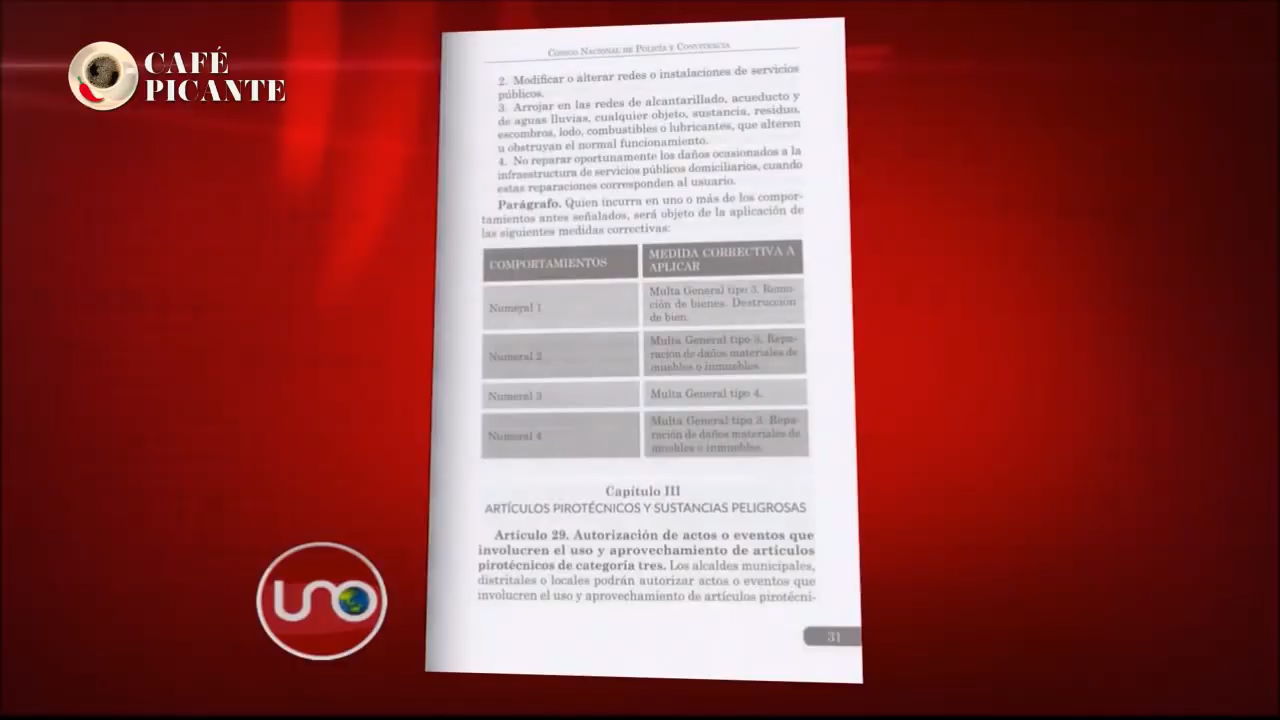 CAFÉ
PICANTE
CÓDIGO NACIONAL DE POLICÍA Y CONVIVENCIA
2. Modificar o alterar redes o instalaciones de servicios
públicos.
3. Arrojar en las redes de alcantarillado, acueducto y
de aguas lluvias, cualquier objeto, sustancia, residuo,
escombros, lodo, combustibles o lubricantes, que alteren
u obstruyan el normal funcionamiento.
4. No reparar oportunamente los daños ocasionados a la
infraestructura de servicios públicos domiciliarios, cuando
estas reparaciones corresponden al usuario.
Parágrafo. Quien incurra en uno o más de los compor-
tamientos antes señalados, será objeto de la aplicación de
las siguientes medidas correctivas:
COMPORTAMIENTOS
MEDIDA CORRECTIVA A
APLICAR
Numeral 1
Multa General tipo 3. Remo-
ción de bienes. Destrucción
de bien.
Numeral 2
Multa General tipo 3. Repa-
ración de daños materiales de
muebles o inmuebles.
Numeral 3
Multa General tipo 4.
Numeral 4
Multa General tipo 3. Repa-
ración de daños materiales de
muebles o inmuebles.
Capítulo III
ARTÍCULOS PIROTÉCNICOS Y SUSTANCIAS PELIGROSAS
Artículo 29. Autorización de actos o eventos que
involucren el uso y aprovechamiento de artículos
pirotécnicos de categoría tres. Los alcaldes municipales,
distritales o locales podrán autorizar actos o eventos que
involucren el uso y aprovechamiento de artículos pirotécni-
31
UNO